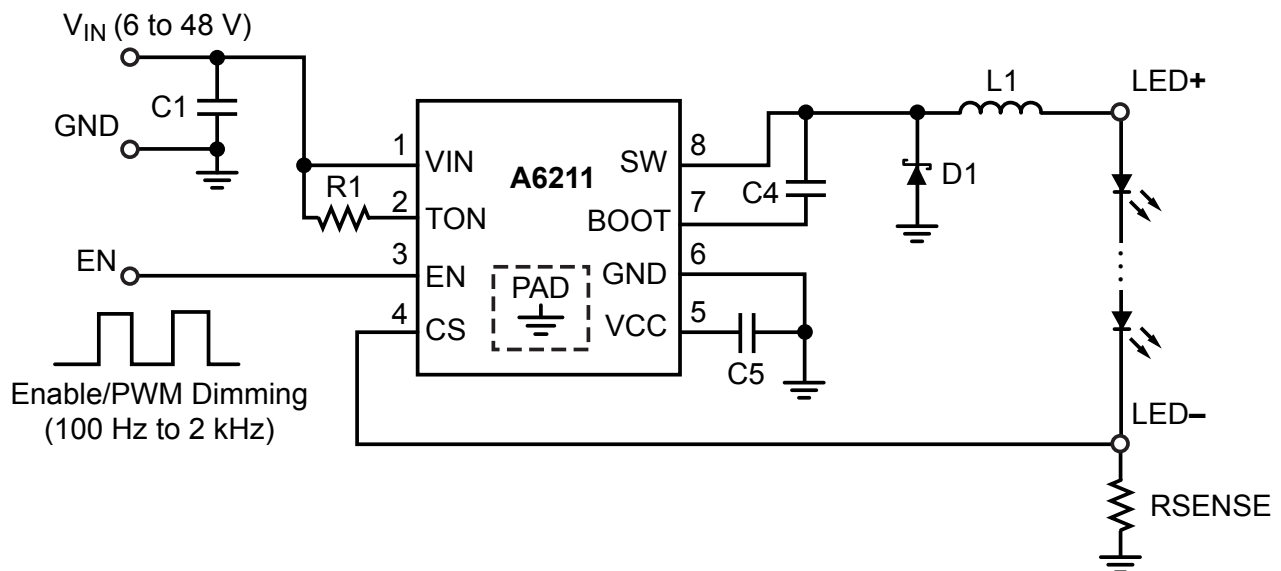 VIN (6 to 48 V)
C1
GND
L1
LED+
1
VIN
R1
2
TON
3
EN
4
CS
A6211
PAD
SW
8
BOOT
7
GND
6
VCC
5
C4
D1
C5
EN
Enable/PWM Dimming
(100 Hz to 2 kHz)
LED–
RSENSE